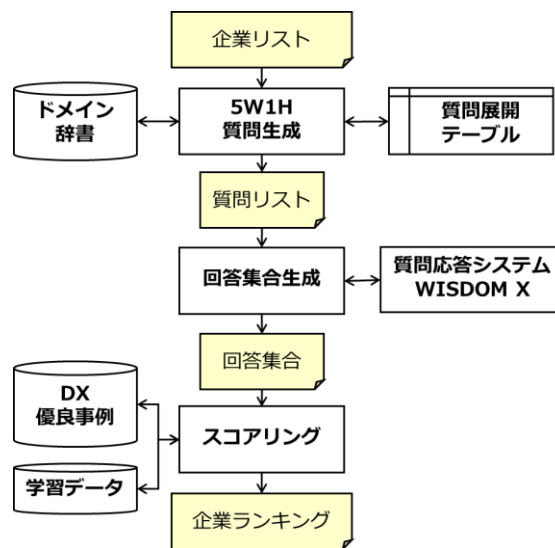 企業リスト
ドメイン
辞書
5W1H
質問生成
質問展開
テーブル
質問リスト
回答集合生成
質問応答システム
WISDOM X
回答集合
DX
優良事例
スコアリング
学習データ
企業ランキング